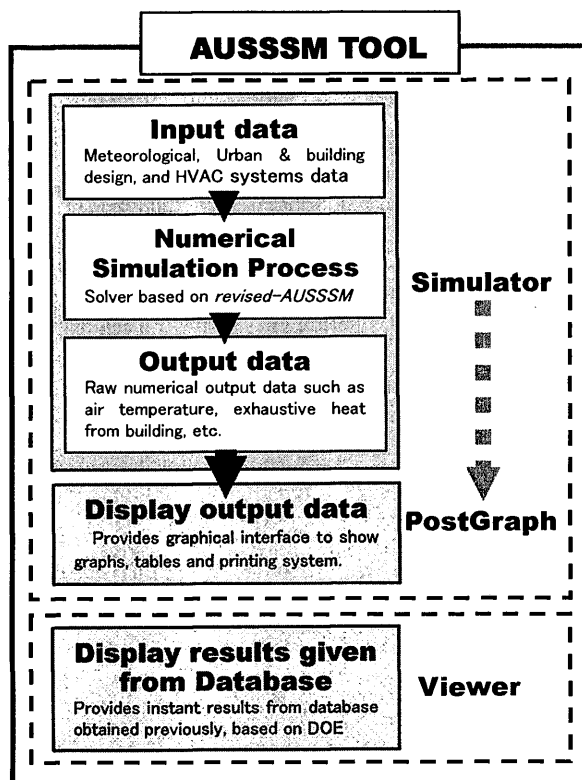 AUSSSM TOOL
Input data
Meteorological, Urban & building
design, and HVAC systems data
Numerical
Simulation Process
Solver based on revised-AUSSSM
Simulator
Output data
Raw numerical output data such as
air temperature, exhaustive heat
from building, etc.
Display output data
Provides graphical interface to show
graphs, tables and printing system.
PostGraph
Display results given
from Database
Provides instant results from database
obtained previously, based on DOE
Viewer